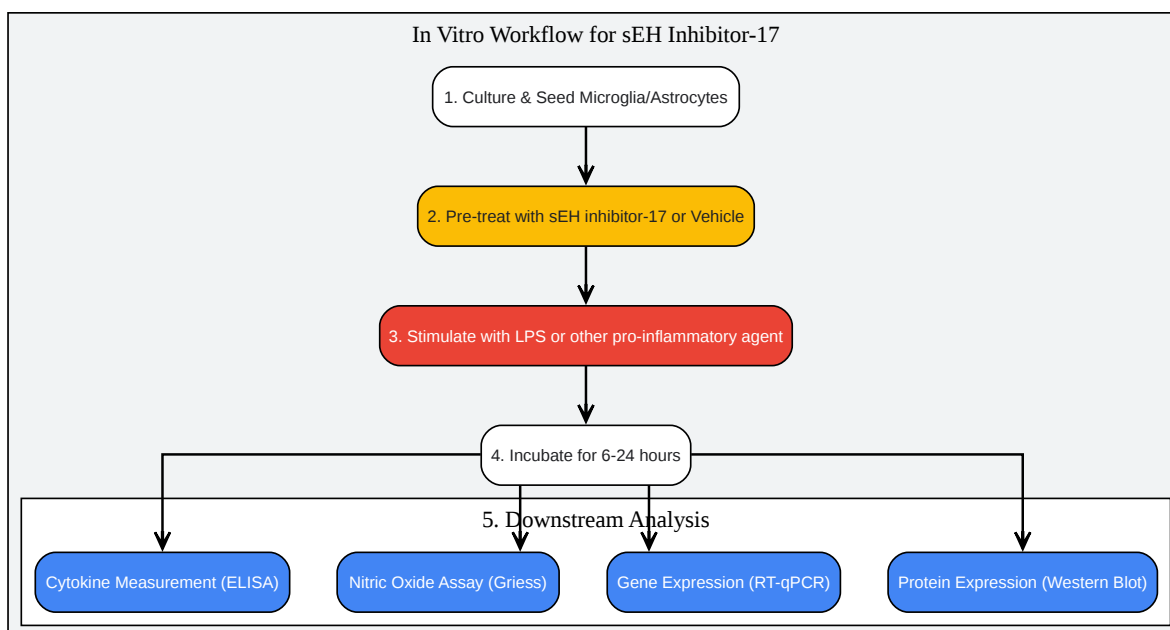 In Vitro Workflow for sEH Inhibitor-17
1. Culture & Seed Microglia/Astrocytes
2. Pre-treat with sEH inhibitor-17 or Vehicle
3. Stimulate with LPS or other pro-inflammatory agent
4. Incubate for 6-24 hours
5. Downstream Analysis
Cytokine Measurement (ELISA)
Nitric Oxide Assay (Griess)
Gene Expression (RT-qPCR)
Protein Expression (Western Blot)